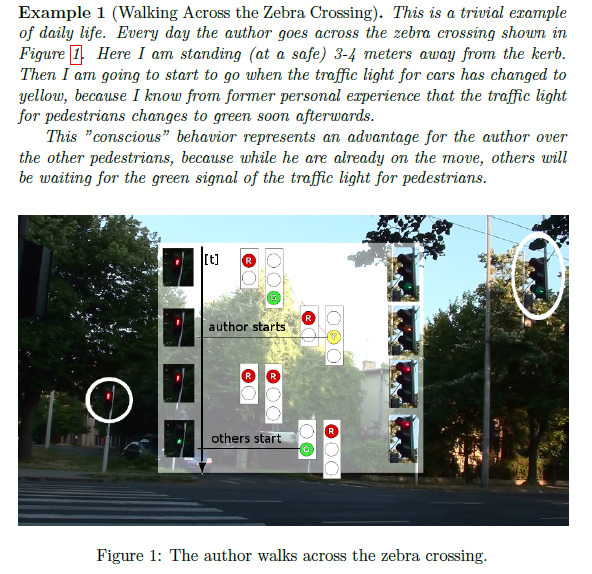 Example 1 (Walking Across the Zebra Crossing). This is a trivial example
of daily life. Every day the author goes across the zebra crossing shown in
Figure 1. Here I am standing (at a safe) 3-4 meters away from the kerb.
Then I am going to start to go when the traffic light for cars has changed to
yellow, because I know from former personal experience that the traffic light
for pedestrians changes to green soon afterwards.
This ”conscious” behavior represents an advantage for the author over
the other pedestrians, because while he are already on the move, others will
be waiting for the green signal of the traffic light for pedestrians.
[t]
R
G
author starts
R
Y
R R
others start
G
R
Figure 1: The author walks across the zebra crossing.